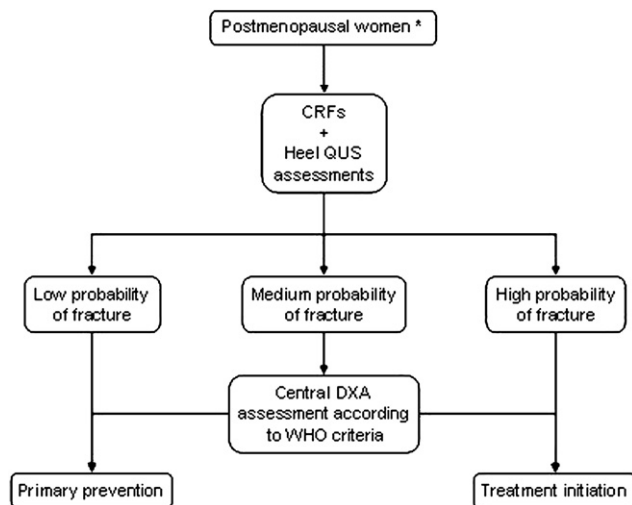 Postmenopausal women *
CRFs
+
Heel QUS
assessments
Low probability
of fracture
Medium probability
of fracture
High probability
of fracture
Central DXA
assessment according
to WHO criteria
Primary prevention
Treatment initiation